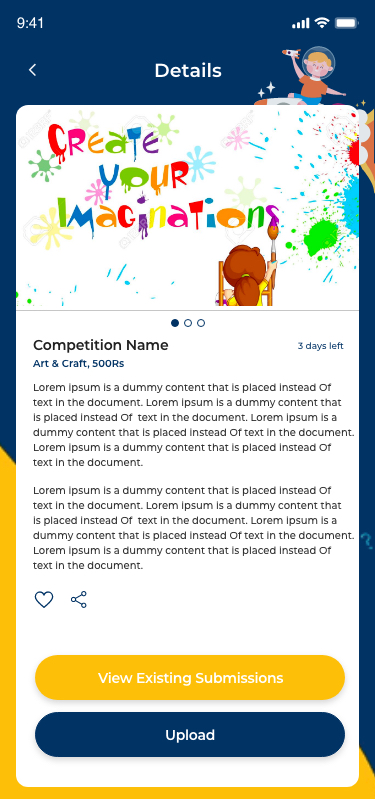 9:41
Details
Create
Your
Imaginations
Competition Name
3 days left
Art & Craft, 500Rs
Lorem ipsum is a dummy content that is placed instead Of
text in the document. Lorem ipsum is a dummy content that
is placed instead Of  text in the document. Lorem ipsum is a
dummy content that is placed instead Of text in the document.
Lorem ipsum is a dummy content that is placed instead Of
text in the document.
Lorem ipsum is a dummy content that is placed instead Of
text in the document. Lorem ipsum is a dummy content that
is placed instead Of  text in the document. Lorem ipsum is a
dummy content that is placed instead Of text in the document.
Lorem ipsum is a dummy content that is placed instead Of
text in the document.
?
View Existing Submissions
Upload